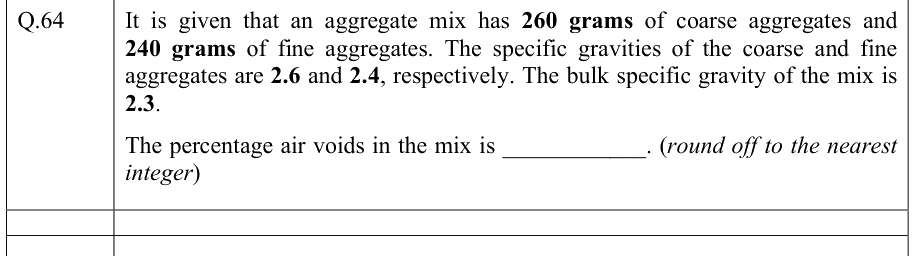 Q.64
It is given that an aggregate mix has 260 grams of coarse aggregates and
240 grams of fine aggregates. The specific gravities of the coarse and fine
aggregates are 2.6 and 2.4, respectively. The bulk specific gravity of the mix is
2.3.
The percentage air voids in the mix is ____________. (round off to the nearest
integer)